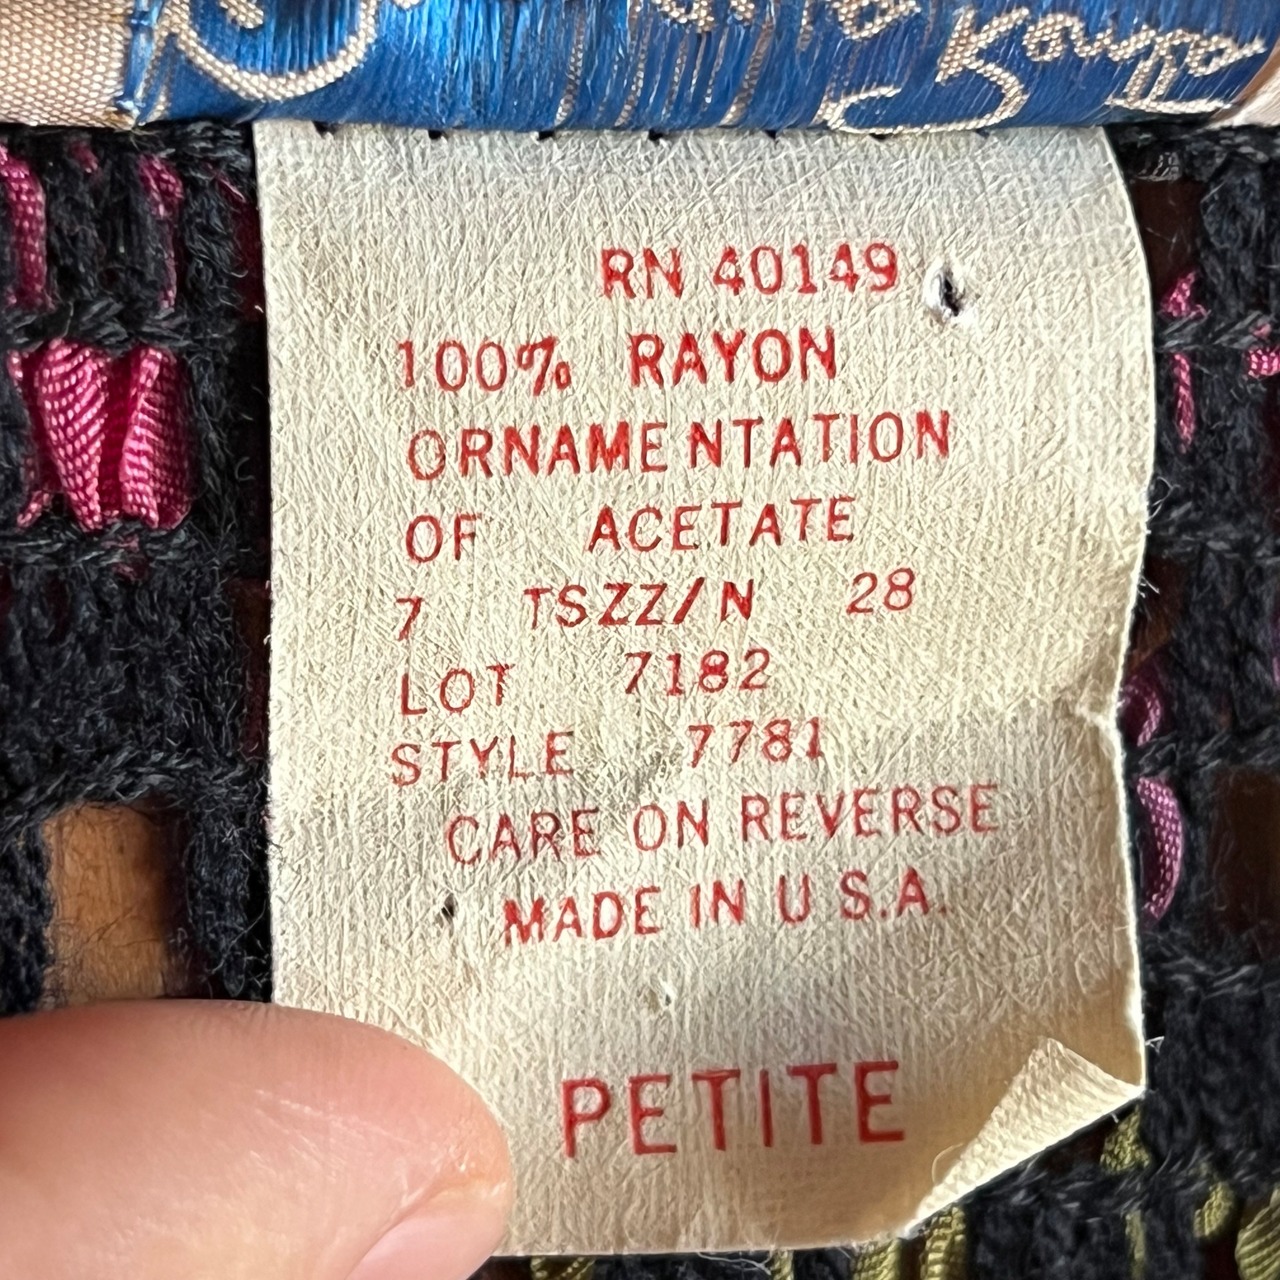 RN 40149
100% RAYON
ORNAMENTATION
OF ACETATE
7 TSZZ/N 28
LOT 7182
STYLE 7781
CARE ON REVERSE
MADE IN U S.A.
PETITE